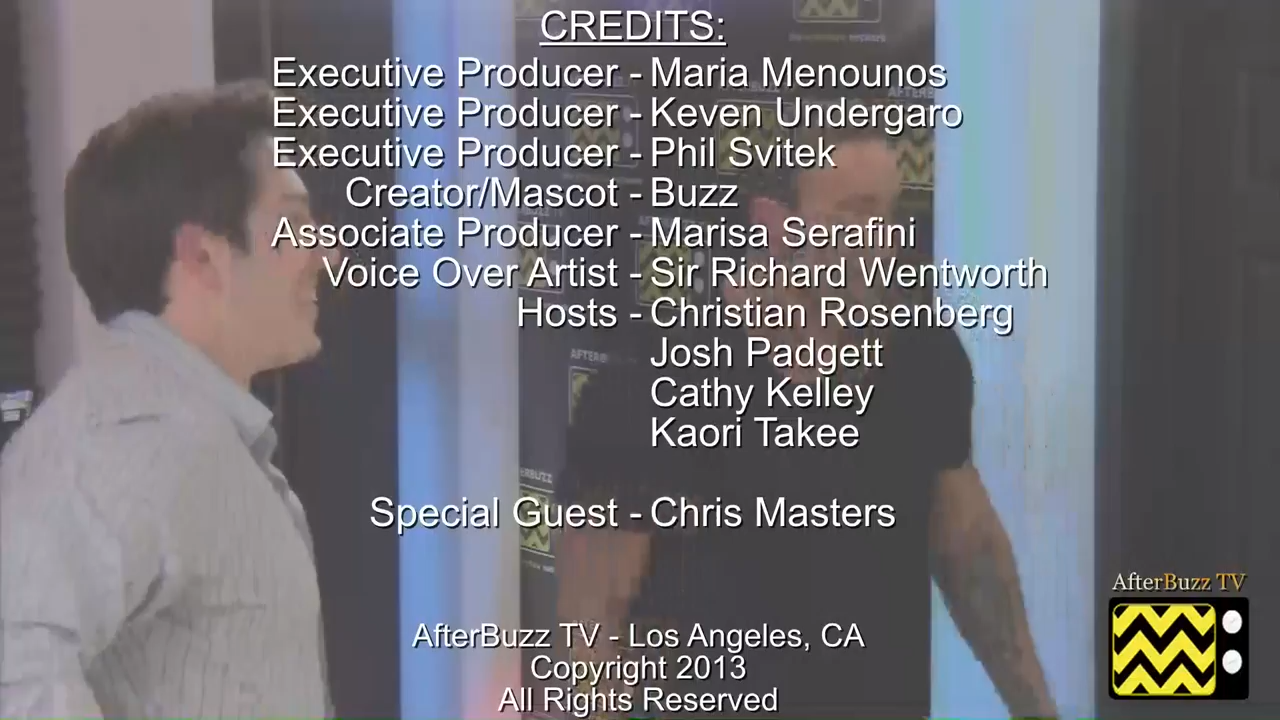 CREDITS:
Executive Producer - Maria Menounos
Executive Producer - Keven Undergaro
Executive Producer - Phil Svitek
Creator/Mascot - Buzz
Associate Producer - Marisa Serafini
Voice Over Artist - Sir Richard Wentworth
Hosts - Christian Rosenberg
Josh Padgett
Cathy Kelley
Kaori Takee
Special Guest - Chris Masters
AfterBuzz TV
AfterBuzz TV - Los Angeles, CA
Copyright 2013
All Rights Reserved